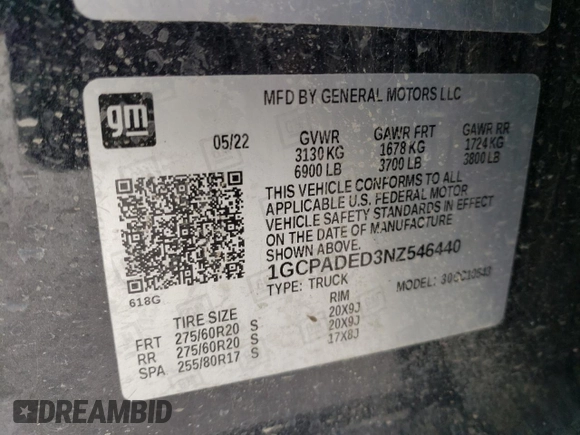 MFD BY GENERAL MOTORS LLC
gm
05/22 GVWR GAWR FRT GAWR RR
3130 KG 1678 KG 1724 KG
6900 LB 3700 LB 3800 LB
THIS VEHICLE CONFORMS TO ALL
APPLICABLE U.S. FEDERAL MOTOR
VEHICLE SAFETY STANDARDS IN EFFECT
ON THE DATE OF MANUFACTURE
SHOWN ABOVE.
1GCPADED3NZ546440
TYPE: TRUCK MODEL:
618G
TIRE SIZE RIM
FRT 275/60R20 S 20X9J
RR 275/60R20 S 20X9J
SPA 255/80R17 S 17X8J
DREAMBID